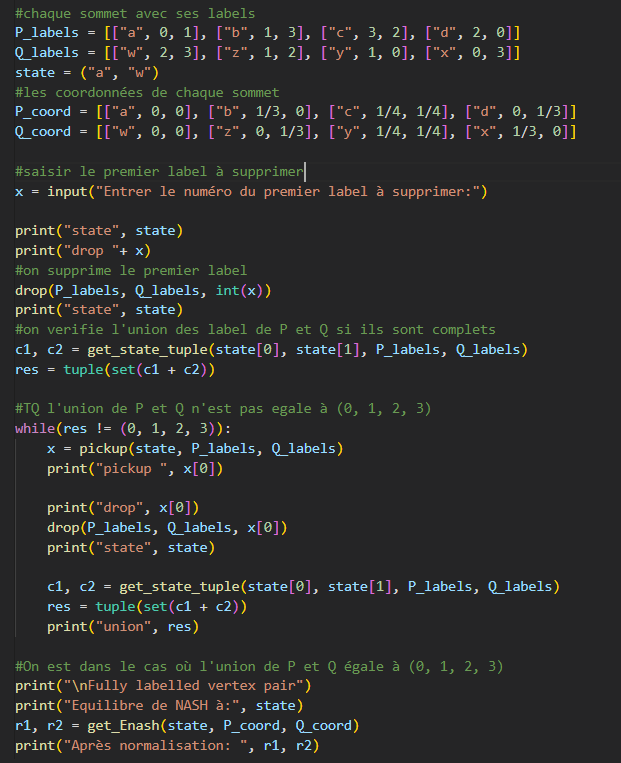 #chaque sommet avec ses labels
P_labels = [["a", 0, 1], ["b", 1, 3], ["c", 3, 2], ["d", 2, 0]]
Q_labels = [["w", 2, 3], ["z", 1, 2], ["y", 1, 0], ["x", 0, 3]]
state = ("a", "w")
#les coordonnées de chaque sommet
P_coord = [["a", 0, 0], ["b", 1/3, 0], ["c", 1/4, 1/4], ["d", 0, 1/3]]
Q_coord = [["w", 0, 0], ["z", 0, 1/3], ["y", 1/4, 1/4], ["x", 1/3, 0]]

#saisir le premier label à supprimer
x = input("Entrer le numéro du premier label à supprimer:")

print("state", state)
print("drop "+ x)
#on supprime le premier label
drop(P_labels, Q_labels, int(x))
print("state", state)
#on verifie l'union des label de P et Q si ils sont complets
c1, c2 = get_state_tuple(state[0], state[1], P_labels, Q_labels)
res = tuple(set(c1 + c2))

#TQ l'union de P et Q n'est pas egale à (0, 1, 2, 3)
while(res != (0, 1, 2, 3)):
    x = pickup(state, P_labels, Q_labels)
    print("pickup ", x[0])

    print("drop", x[0])
    drop(P_labels, Q_labels, x[0])
    print("state", state)

    c1, c2 = get_state_tuple(state[0], state[1], P_labels, Q_labels)
    res = tuple(set(c1 + c2))
    print("union", res)

#On est dans le cas où l'union de P et Q égale à (0, 1, 2, 3)
print("\nFully labelled vertex pair")
print("Equilibre de NASH à:", state)
r1, r2 = get_Enash(state, P_coord, Q_coord)
print("Après normalisation: ", r1, r2)